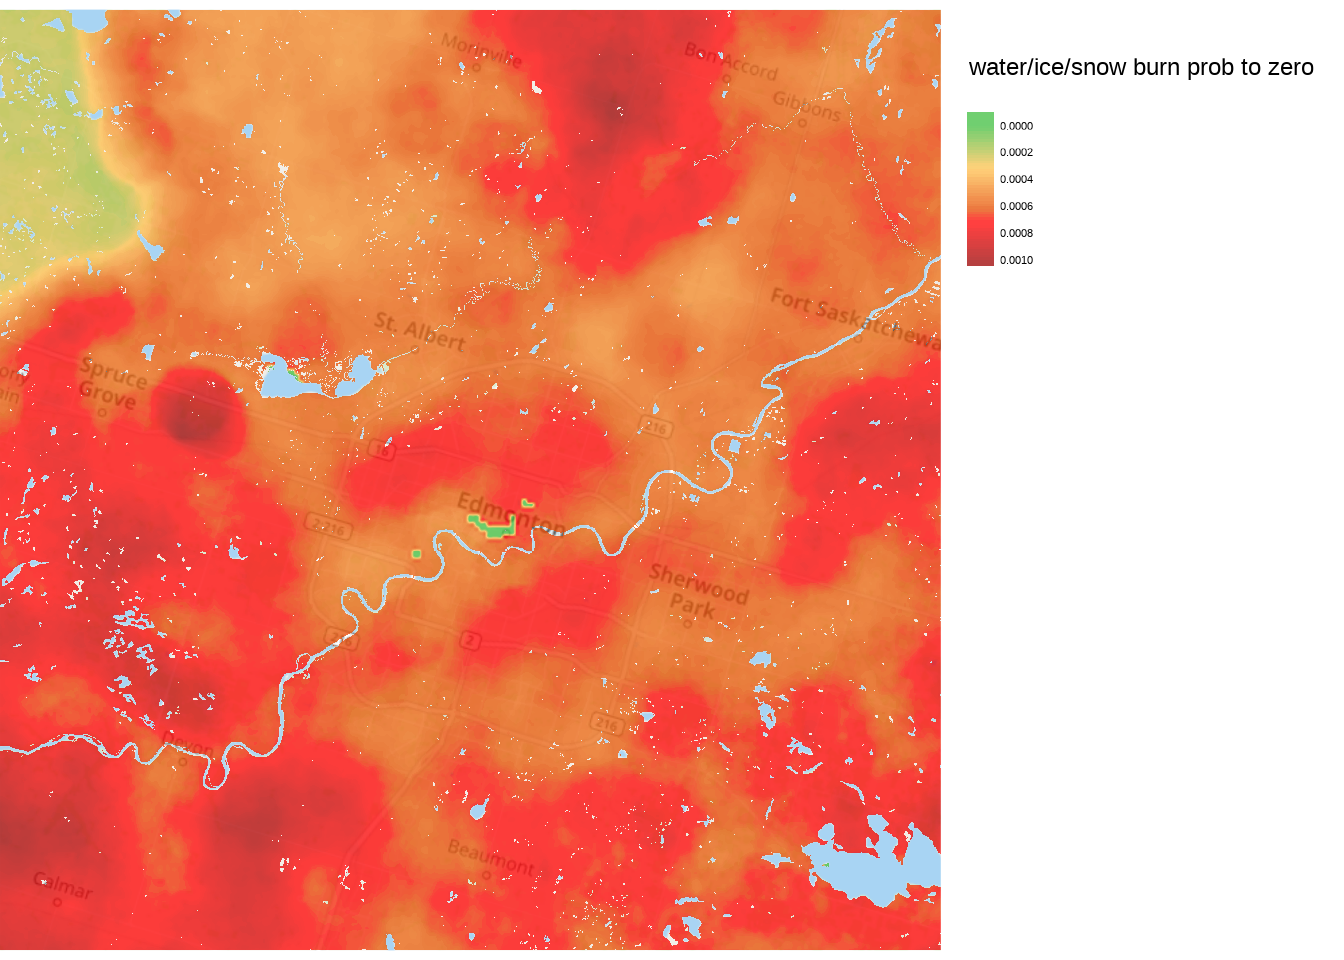 water/ice/snow burn prob to zero
0.0000
0.0002
0.0004
0.0006
0.0008
0.0010
Morinville
Bon Accord
Gibbons
Fort Saskatchewa
St. Albert
Spruce
Grove
ony
ain
216
16
Edmonton
216
Sherwood
Park
2
216
Devon
Beaumont
Calmar